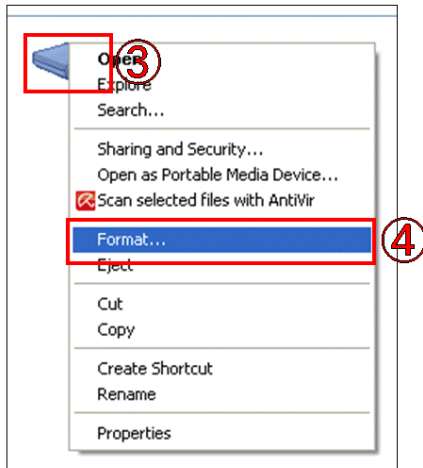 ③
Open
Explore
Search...
Sharing and Security...
Open as Portable Media Device...
Scan selected files with AntiVir
Format...
④
Eject
Cut
Copy
Create Shortcut
Rename
Properties